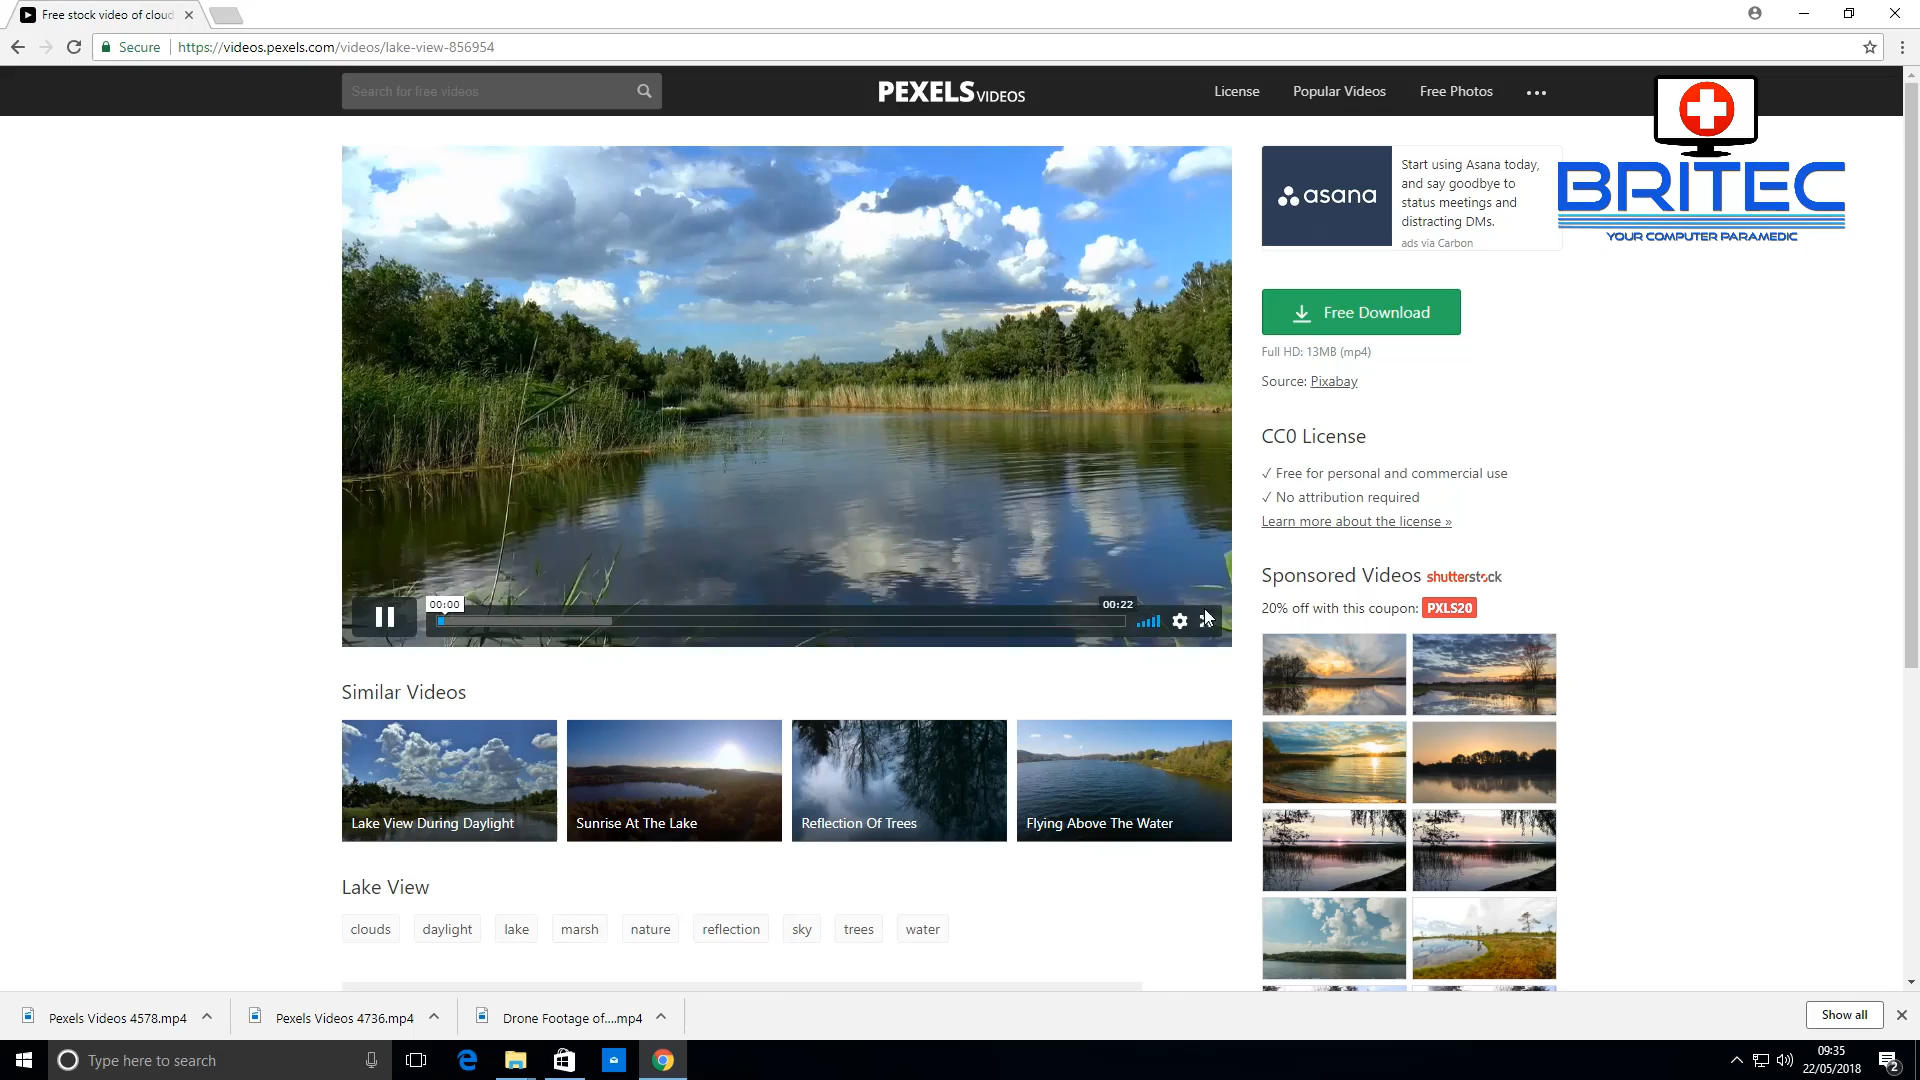 Free stock video of cloud
Secure
https://videos.pexels.com/videos/lake-view-856954
Search for free videos
PEXELS VIDEOS
License
Popular Videos
Free Photos
BRITEC
YOUR COMPUTER PARAMEDIC
asana
Start using Asana today,
and say goodbye to
status meetings and
distracting DMs.
ads via Carbon
Free Download
Full HD: 13MB (mp4)
Source: Pixabay
CC0 License
✓ Free for personal and commercial use
✓ No attribution required
Learn more about the license »
00:00
00:22
Sponsored Videos shutterstock
20% off with this coupon: PXLS20
Similar Videos
Lake View During Daylight
Sunrise At The Lake
Reflection Of Trees
Flying Above The Water
Lake View
clouds
daylight
lake
marsh
nature
reflection
sky
trees
water
Pexels Videos 4578.mp4
Pexels Videos 4736.mp4
Drone Footage of....mp4
Show all
Type here to search
09:35
22/05/2018
2